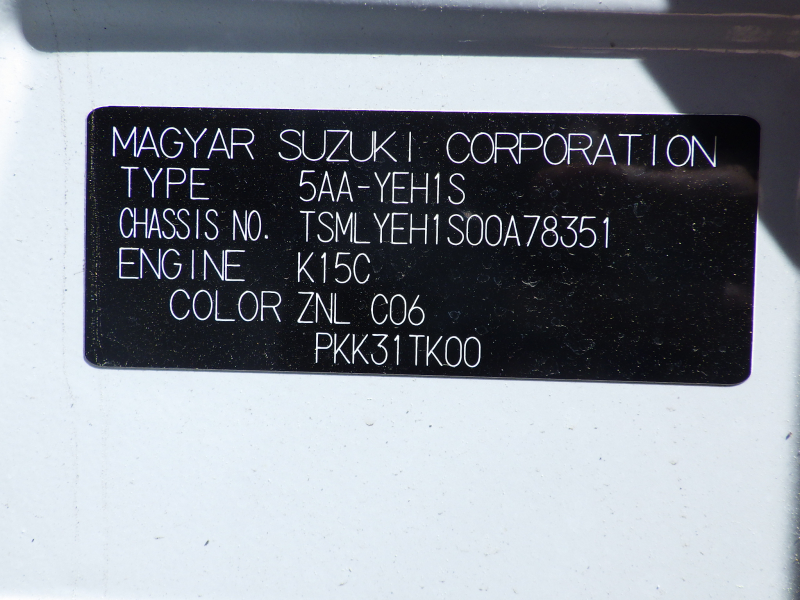 MAGYAR SUZUKI CORPORATION
TYPE 5AA-YEH1S
CHASSIS NO. TSMLYEH1S00A78351
ENGINE K15C
COLOR ZNL C06
PKK31TK00